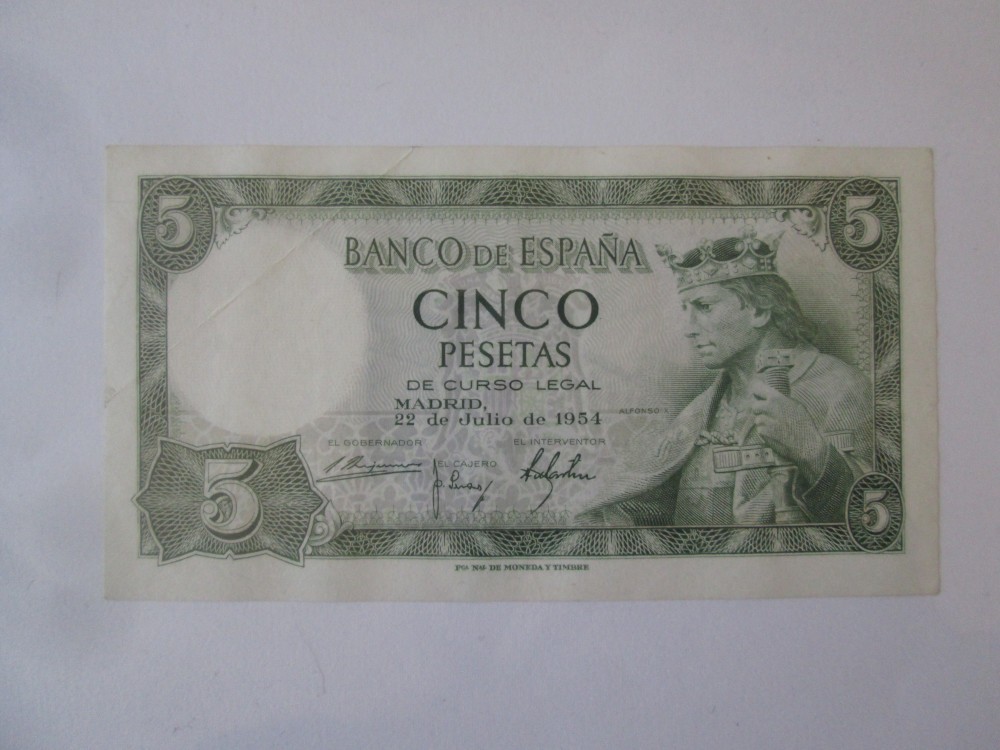 5
5
BANCO DE ESPAÑA
CINCO
PESETAS
DE CURSO LEGAL
MADRID,
22 de Julio de 1954
ALFONSO X
EL GOBERNADOR
EL INTERVENTOR
EL CAJERO
5
5
Fca Nal DE MONEDA Y TIMBRE